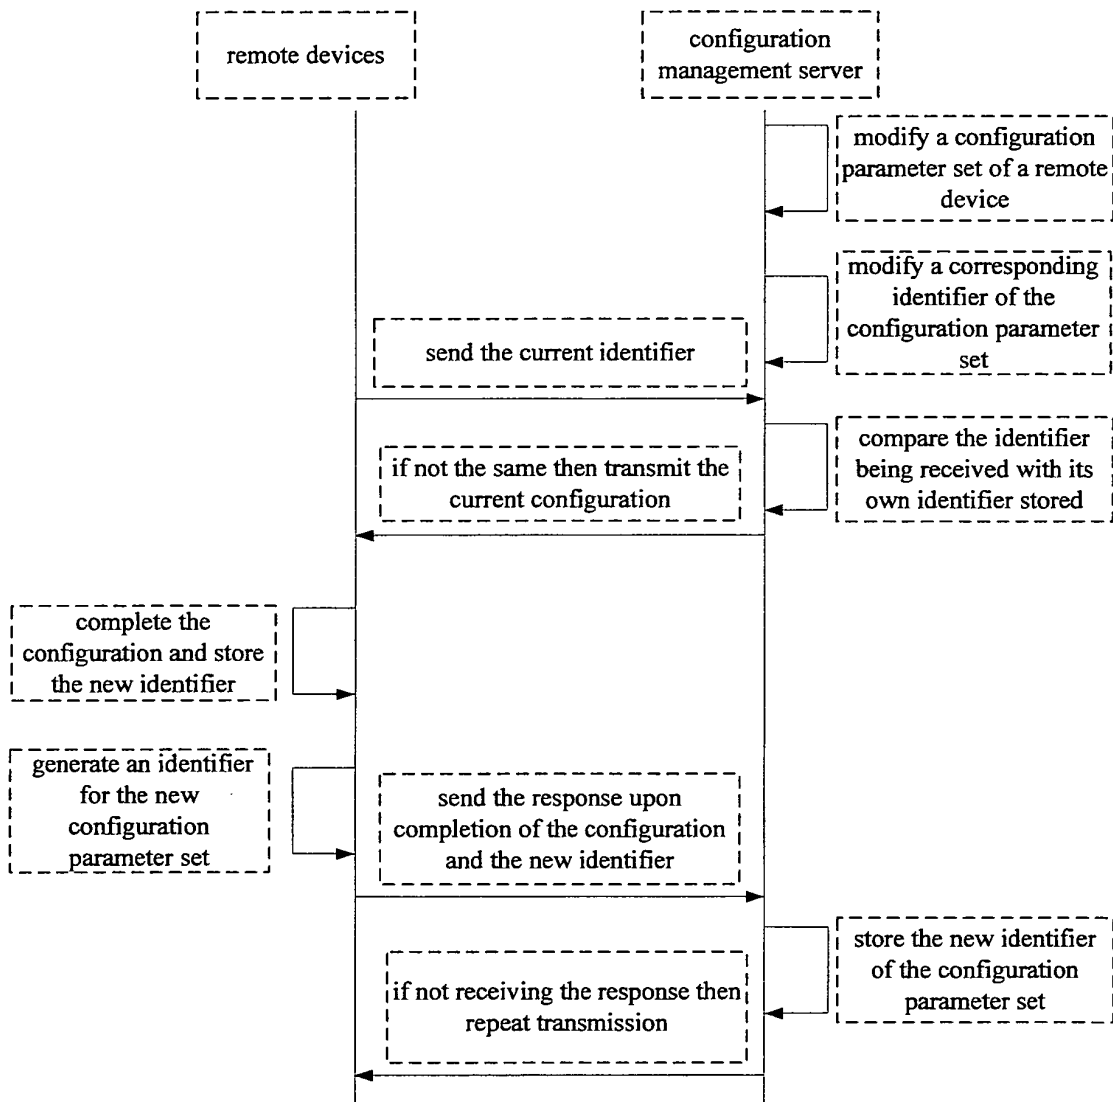 remote devices
configuration
management server
modify a configuration
parameter set of a remote
device
modify a corresponding
identifier of the
configuration parameter
set
send the current identifier
compare the identifier
being received with its
own identifier stored
if not the same then transmit the
current configuration
complete the
configuration and store
the new identifier
generate an identifier
for the new
configuration
parameter set
send the response upon
completion of the configuration
and the new identifier
store the new identifier
of the configuration
parameter set
if not receiving the response then
repeat transmission